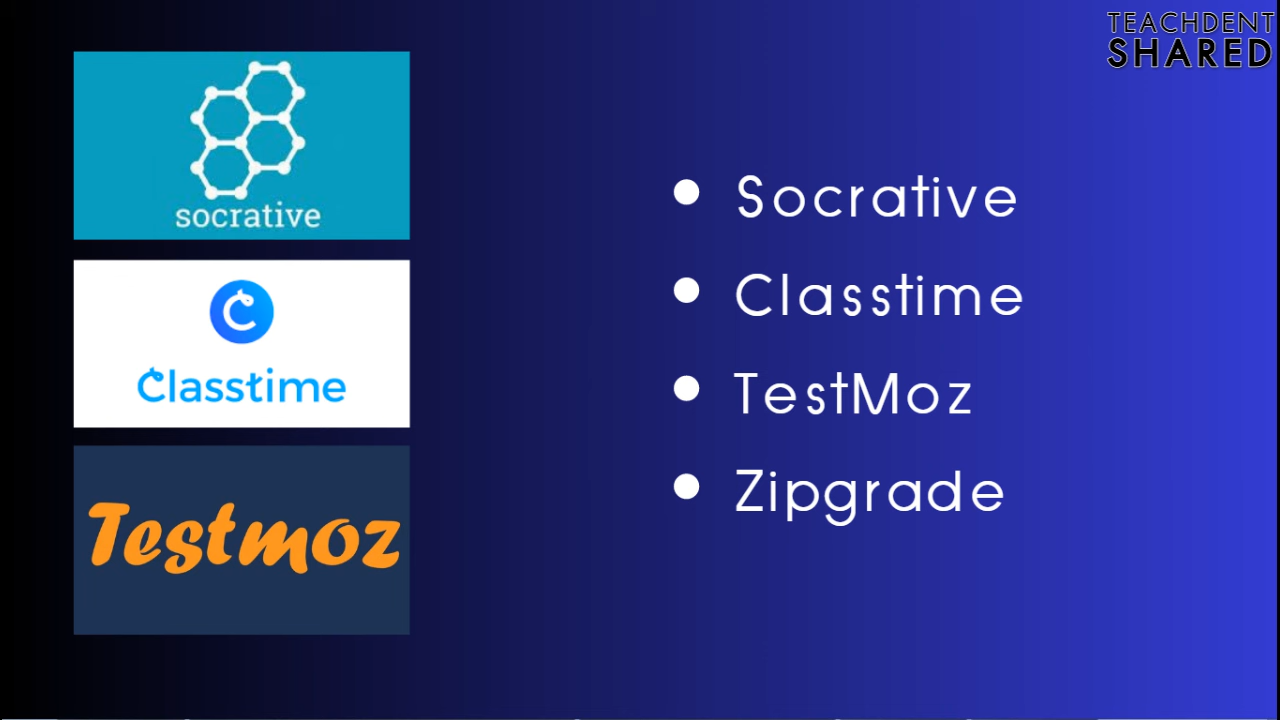 TEACHDENT
SHARED
socrative
Classtime
Testmoz
Socrative
Classtime
TestMoz
Zipgrade